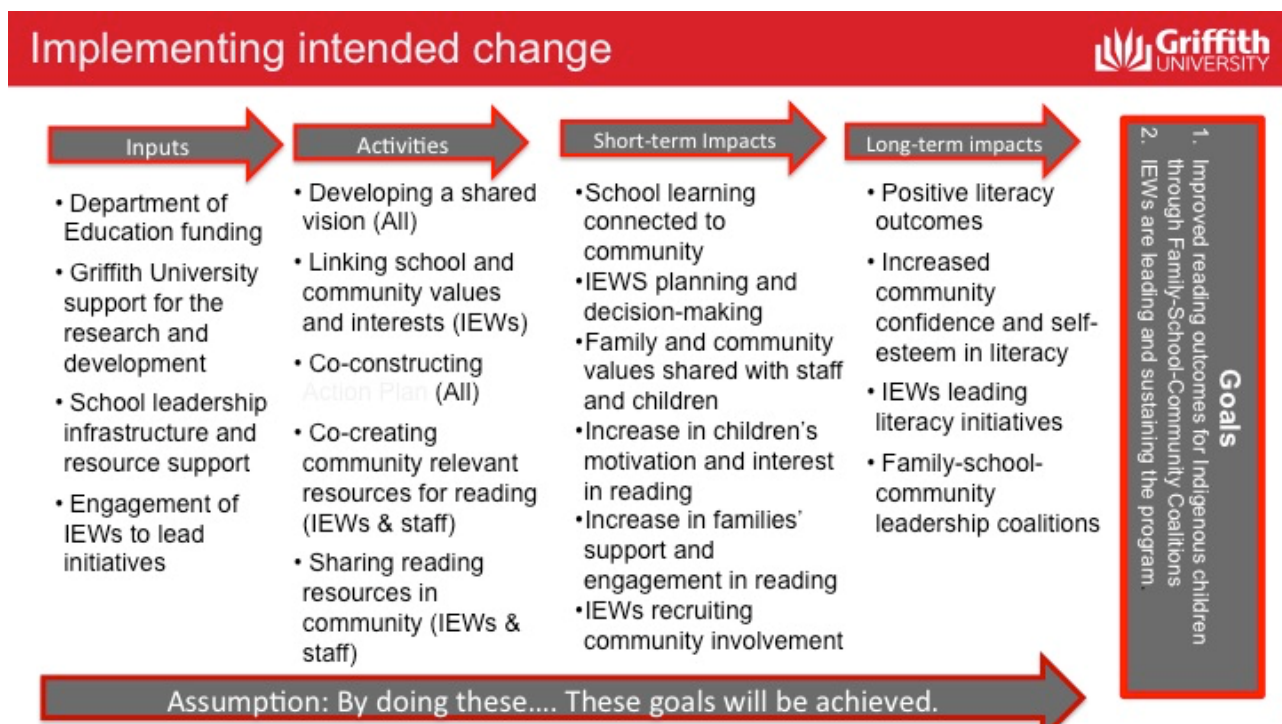 Implementing intended change
Griffith
UNIVERSITY
Inputs
• Department of
Education funding
• Griffith University
support for the
research and
development
• School leadership
infrastructure and
resource support
• Engagement of
IEWs to lead
initiatives
Activities
• Developing a shared
vision (All)
• Linking school and
community values
and interests (IEWs)
• Co-constructing
Action Plan (All)
• Co-creating
community relevant
resources for reading
(IEWs & staff)
• Sharing reading
resources in
community (IEWs &
staff)
Short-term Impacts
•School learning
connected to
community
•IEWS planning and
decision-making
•Family and community
values shared with staff
and children
•Increase in children's
motivation and interest
in reading
•Increase in families'
support and
engagement in reading
•IEWs recruiting
community involvement
Long-term impacts
• Positive literacy
outcomes
• Increased
community
confidence and self-
esteem in literacy
• IEWs leading
literacy initiatives
• Family-school-
community
leadership coalitions
Goals
1. Improved reading outcomes for Indigenous children
through Family-School-Community Coalitions
2. IEWs are leading and sustaining the program.
Assumption: By doing these.... These goals will be achieved.